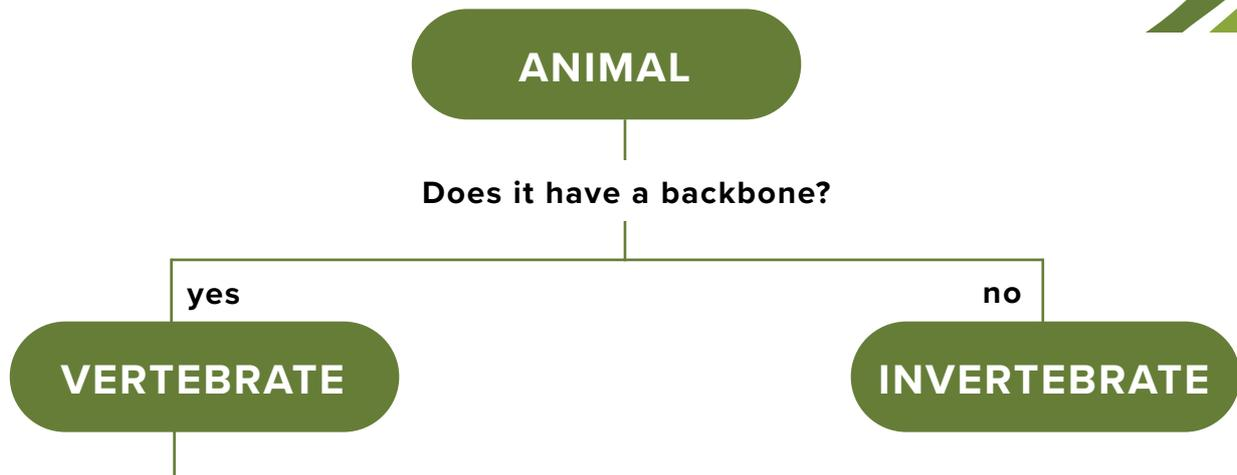 ANIMAL
Does it have a backbone?
yes
no
VERTEBRATE
INVERTEBRATE